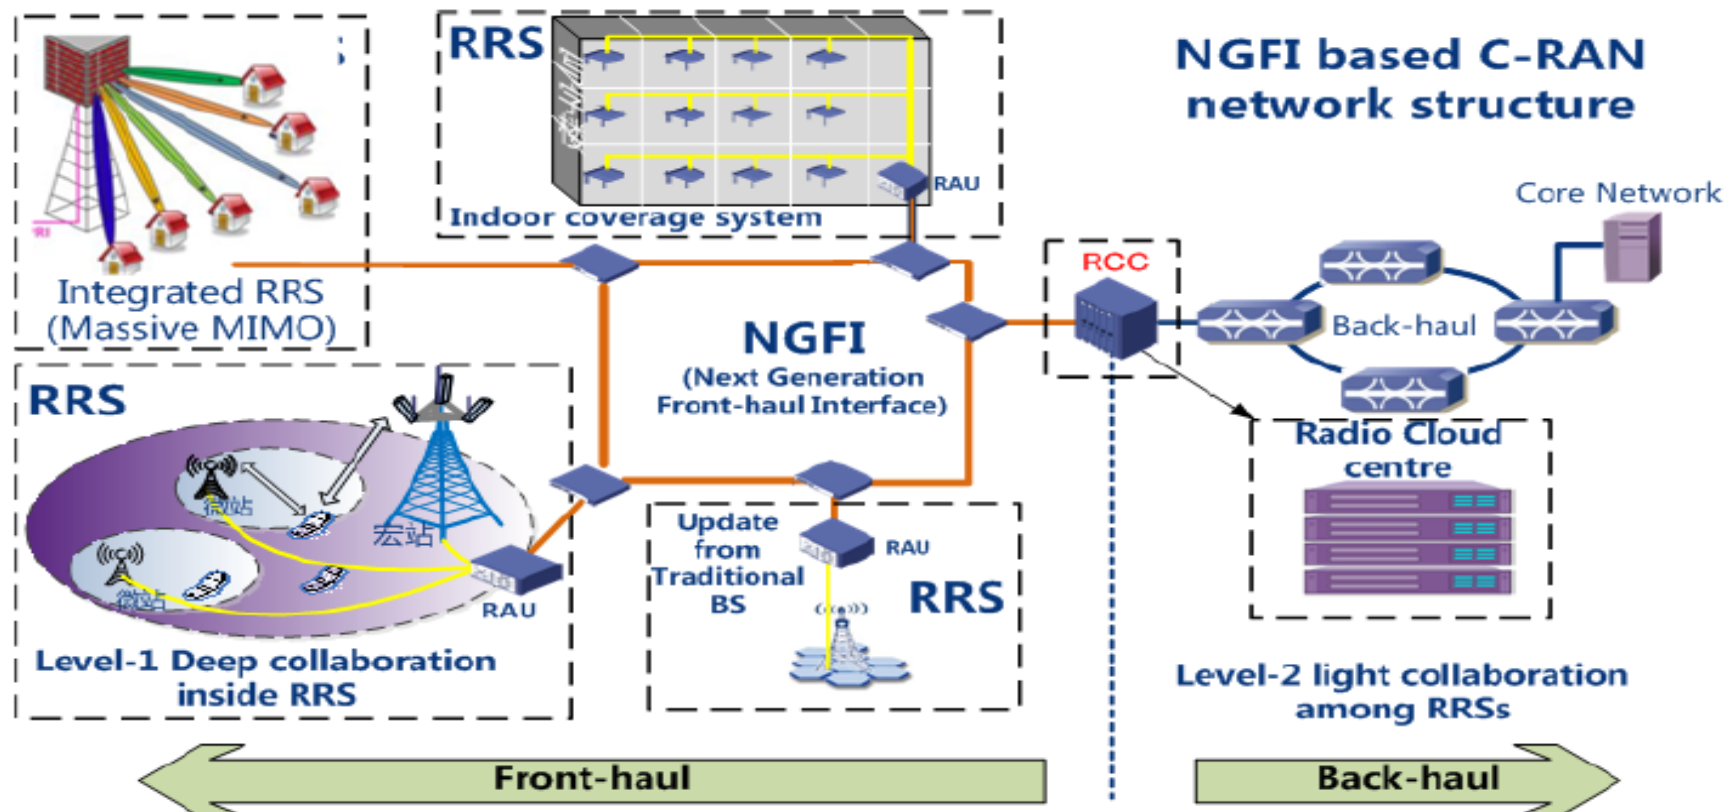 RRS
NGFI based C-RAN
network structure
RAU
Indoor coverage system
Core Network
RCC
Integrated RRS
(Massive MIMO)
NGFI
(Next Generation
Front-haul Interface)
Back-haul
RRS
微站
宏站
微站
RAU
Level-1 Deep collaboration
inside RRS
Update
from
Traditional
BS
RAU
RRS
Radio Cloud
centre
Level-2 light collaboration
among RRSs
Front-haul
Back-haul